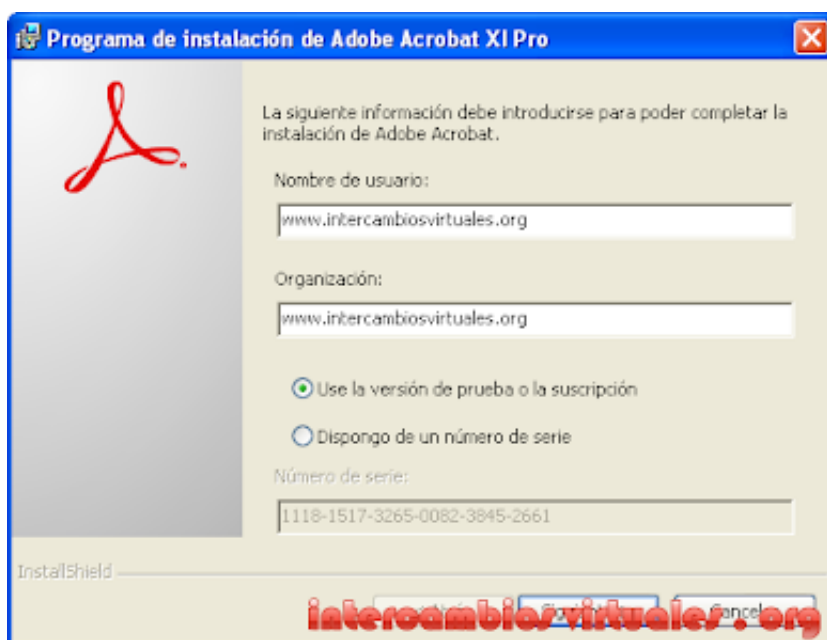 Programa de instalación de Adobe Acrobat XI Pro
La siguiente información debe introducirse para poder completar la
instalación de Adobe Acrobat.
Nombre de usuario:
www.intercambiosvirtuales.org
Organización:
www.intercambiosvirtuales.org
Use la versión de prueba o la suscripción
Dispongo de un número de serie
Número de serie:
1118-1517-3265-0082-3845-2661
InstallShield
Cancel
intercambiosvirtuales.org